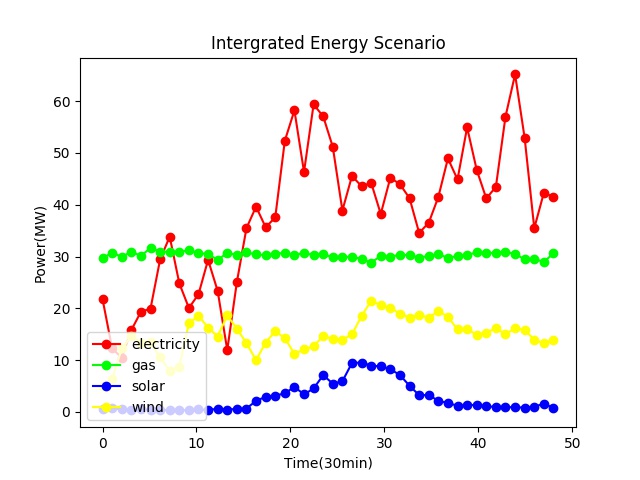 Intergrated Energy Scenario
Power(MW)
60
50
40
30
20
10
0
electricity
gas
solar
wind
0 10 20 30 40 50
Time(30min)